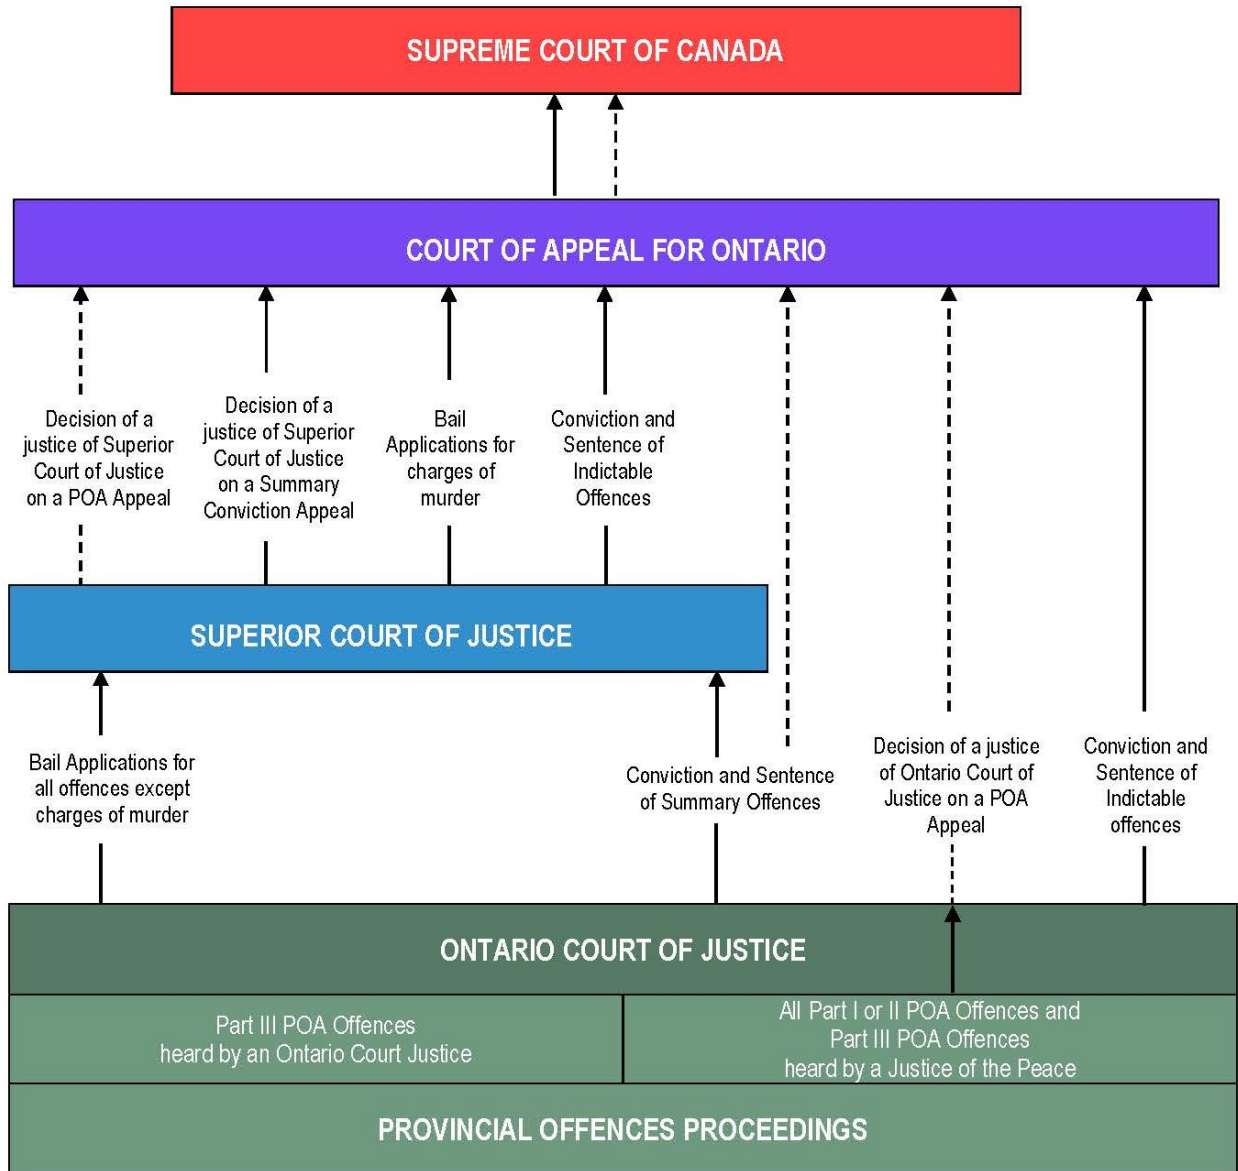 SUPREME COURT OF CANADA
COURT OF APPEAL FOR ONTARIO
Decision of a
justice of Superior
Court of Justice
on a POA Appeal
Decision of a
justice of Superior
Court of Justice
on a Summary
Conviction Appeal
Bail
Applications for
charges of
murder
Conviction and
Sentence of
Indictable
Offences
SUPERIOR COURT OF JUSTICE
Bail Applications for
all offences except
charges of murder
Conviction and Sentence
of Summary Offences
Decision of a justice
of Ontario Court of
Justice on a POA
Appeal
Conviction and
Sentence of
Indictable
offences
ONTARIO COURT OF JUSTICE
Part III POA Offences
heard by an Ontario Court Justice
All Part I or II POA Offences and
Part III POA Offences
heard by a Justice of the Peace
PROVINCIAL OFFENCES PROCEEDINGS